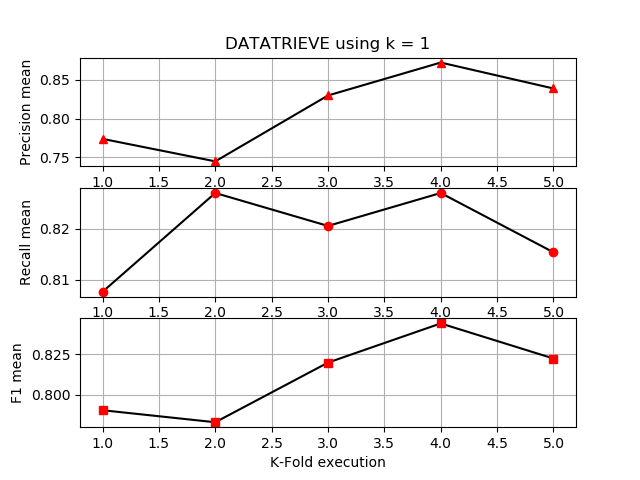 DATATRIEVE using k = 1
Precision mean
0.85
0.80
0.75
1.0 1.5 2.0 2.5 3.0 3.5 4.0 4.5 5.0
Recall mean
0.82
0.81
1.0 1.5 2.0 2.5 3.0 3.5 4.0 4.5 5.0
F1 mean
0.825
0.800
1.0 1.5 2.0 2.5 3.0 3.5 4.0 4.5 5.0
K-Fold execution